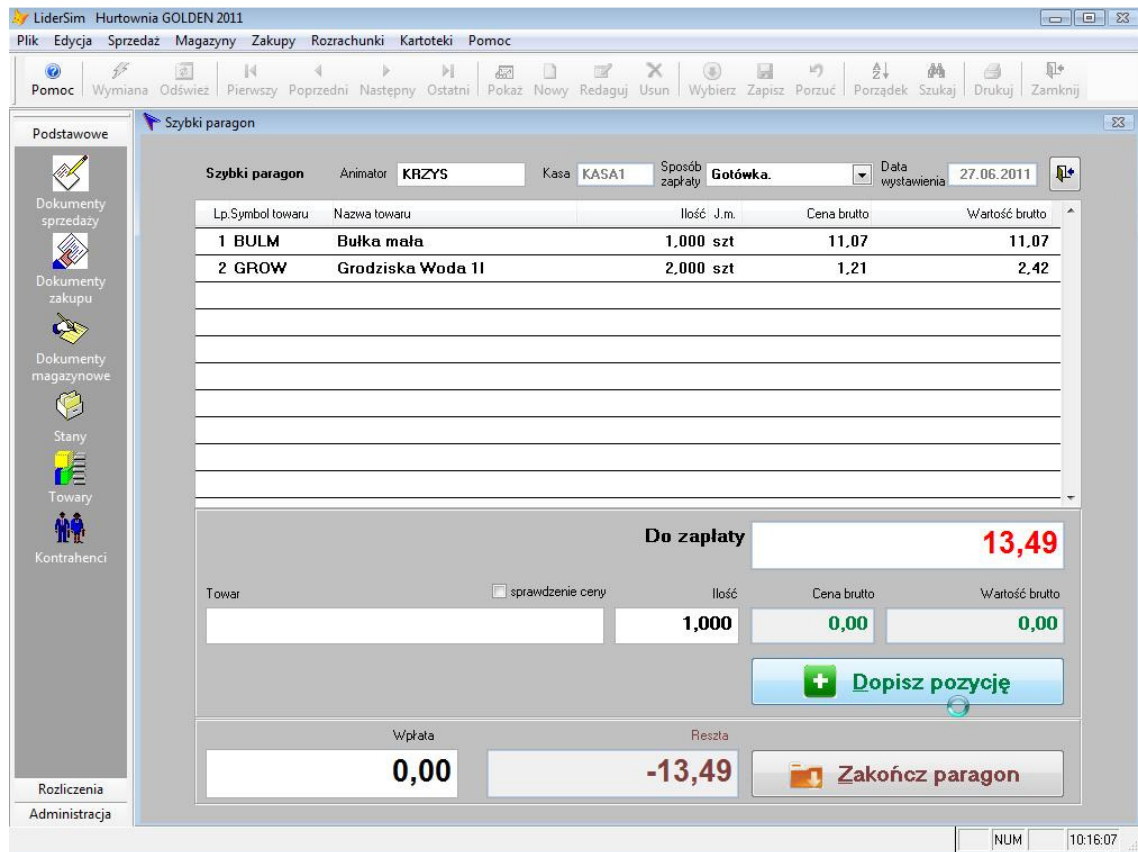 LiderSim Hurtownia GOLDEN 2011
Plik Edycja Sprzedaż Magazyny Zakupy Rozrachunki Kartoteki Pomoc
Pomoc Wymiana Odśwież Pierwszy Poprzedni Następny Ostatni Pokaż Nowy Redaguj Usun Wybierz Zapisz Porzuć Porządek Szukaj Drukuj Zamknij
Podstawowe
Dokumenty
sprzedaży
Dokumenty
zakupu
Dokumenty
magazynowe
Stany
Towary
Kontrahenci
Rozliczenia
Administracja
Szybki paragon
Szybki paragon Animator KRZYS Kasa KASA1 Sposób zapłaty Gotówka. Data wystawienia 27.06.2011
Lp. Symbol towaru Nazwa towaru Ilość J.m. Cena brutto Wartość brutto
1 BULM Bułka mała 1,000 szt 11,07 11,07
2 GROW Grodziska Woda 1l 2,000 szt 1,21 2,42
Do zapłaty 13,49
Towar sprawdzenie ceny Ilość Cena brutto Wartość brutto
1,000 0,00 0,00
Dopisz pozycję
Wpłata Reszta
0,00 -13,49 Zakończ paragon
NUM 10:16:07